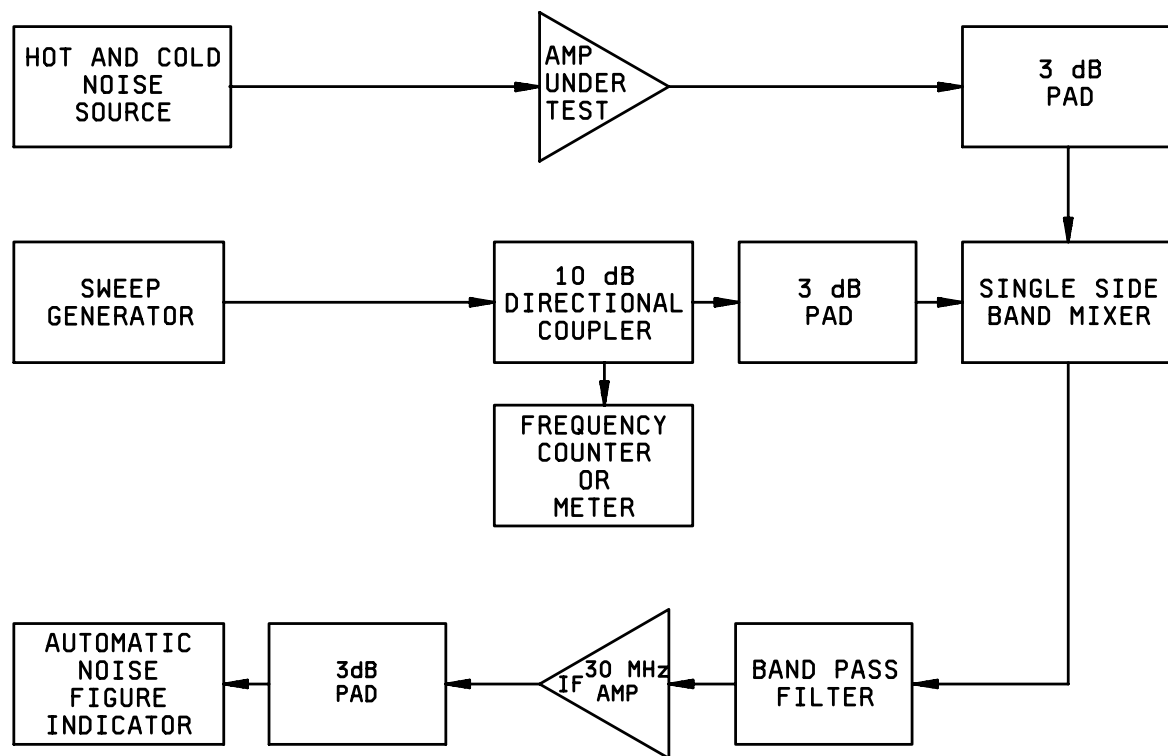 HOT AND COLD
NOISE
SOURCE
AMP
UNDER
TEST
3 dB
PAD
SWEEP
GENERATOR
10 dB
DIRECTIONAL
COUPLER
3 dB
PAD
SINGLE SIDE
BAND MIXER
FREQUENCY
COUNTER
OR
METER
AUTOMATIC
NOISE
FIGURE
INDICATOR
3dB
PAD
IF 30 MHz
AMP
BAND PASS
FILTER